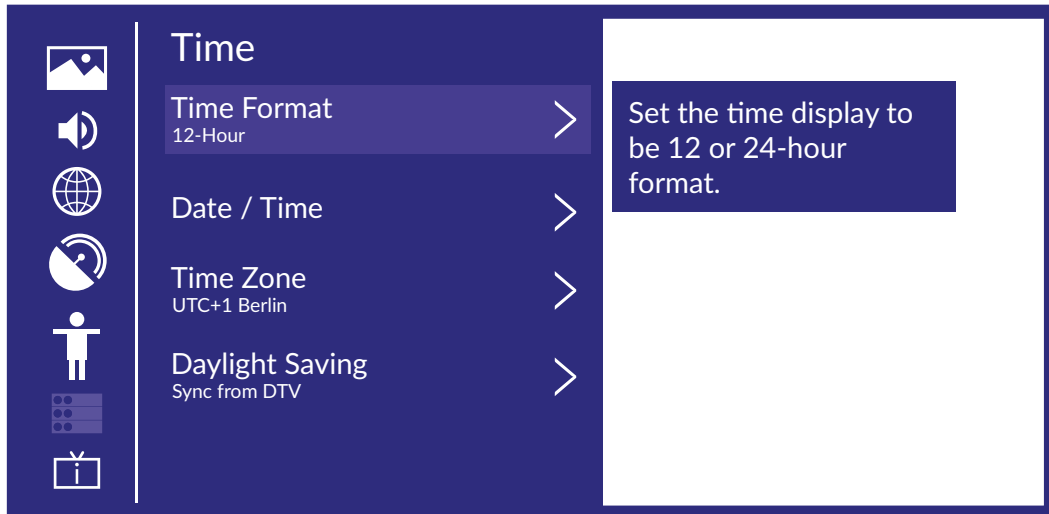 Time
Time Format
12-Hour
Date / Time
Time Zone
UTC+1 Berlin
Daylight Saving
Sync from DTV
Set the time display to
be 12 or 24-hour
format.
i